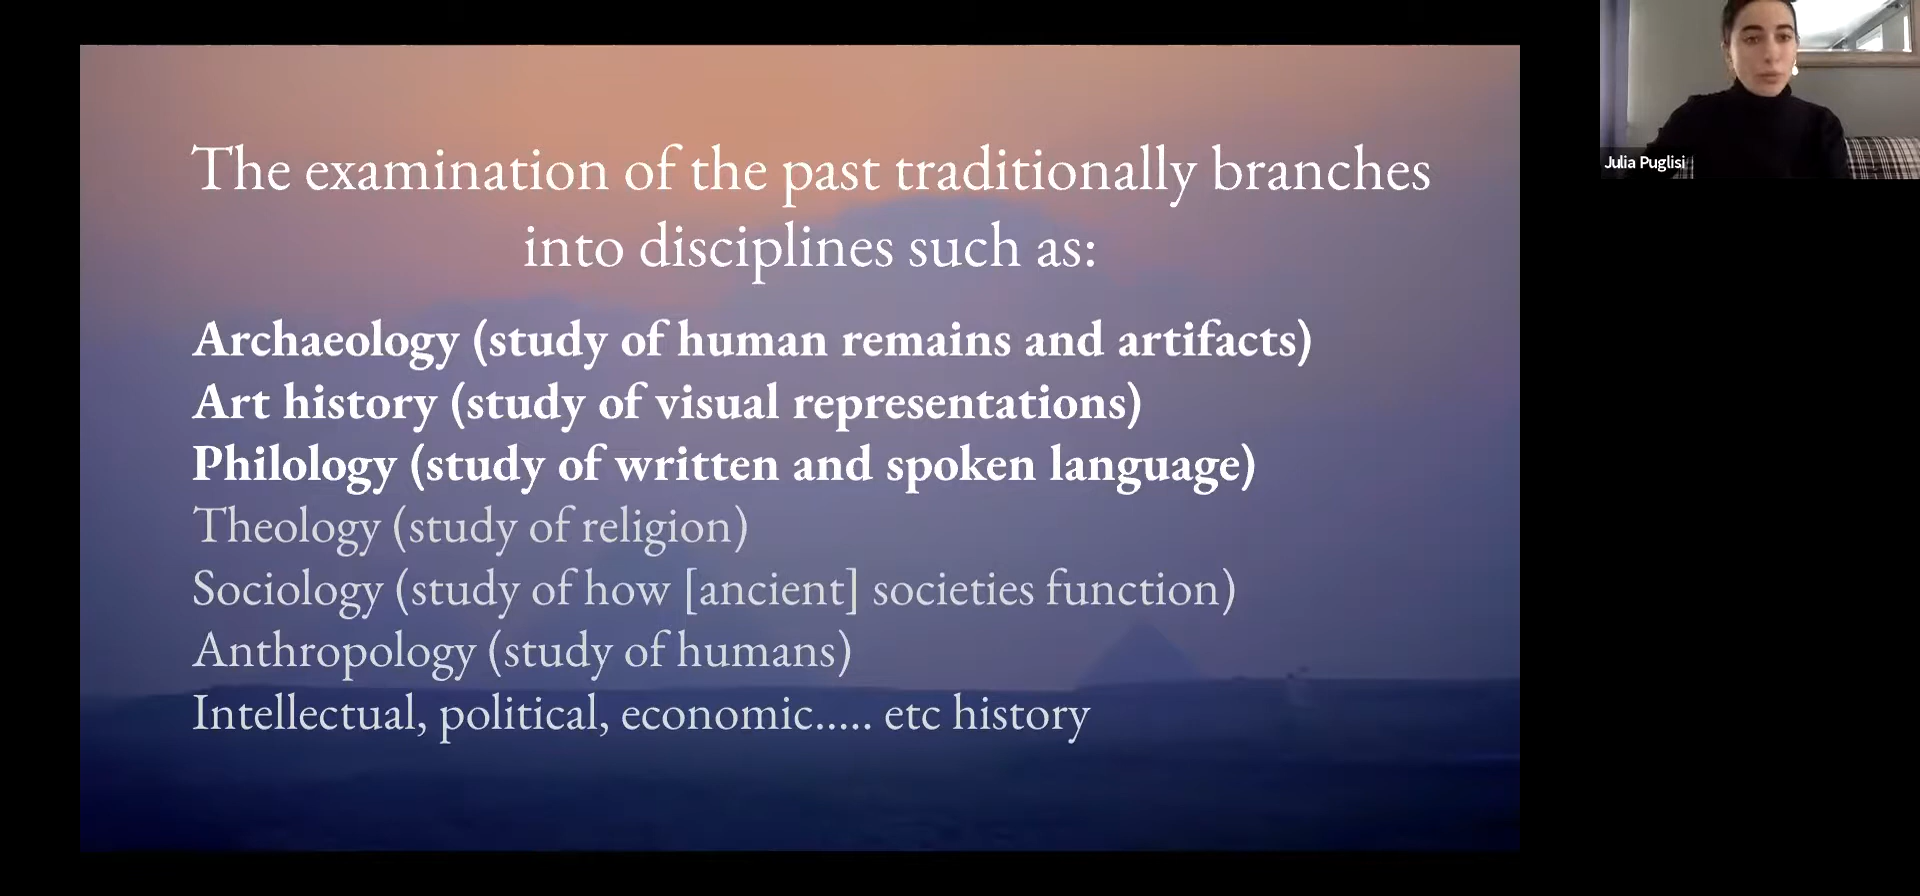 The examination of the past traditionally branches
into disciplines such as:
Archaeology (study of human remains and artifacts)
Art history (study of visual representations)
Philology (study of written and spoken language)
Theology (study of religion)
Sociology (study of how [ancient] societies function)
Anthropology (study of humans)
Intellectual, political, economic..... etc history
Julia Puglisi